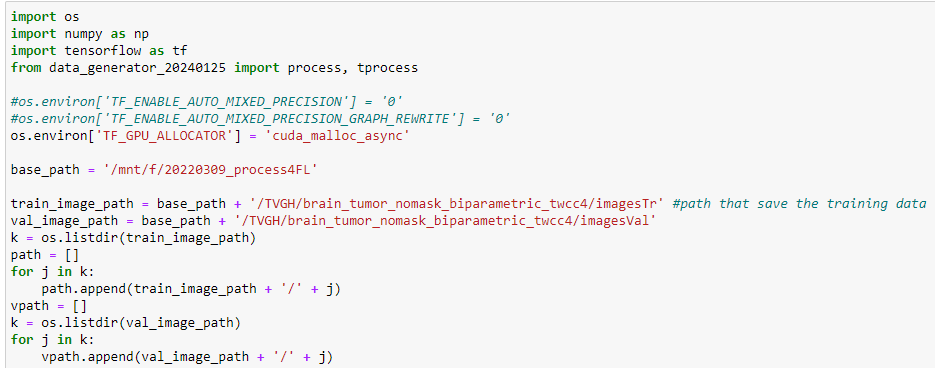 import os
import numpy as np
import tensorflow as tf
from data_generator_20240125 import process, tprocess

#os.environ['TF_ENABLE_AUTO_MIXED_PRECISION'] = '0'
#os.environ['TF_ENABLE_AUTO_MIXED_PRECISION_GRAPH_REWRITE'] = '0'
os.environ['TF_GPU_ALLOCATOR'] = 'cuda_malloc_async'

base_path = '/mnt/f/20220309_process4FL'

train_image_path = base_path + '/TVGH/brain_tumor_nomask_biparametric_twcc4/imagesTr' #path that save the training data
val_image_path = base_path + '/TVGH/brain_tumor_nomask_biparametric_twcc4/imagesVal'
k = os.listdir(train_image_path)
path = []
for j in k:
    path.append(train_image_path + '/' + j)
vpath = []
k = os.listdir(val_image_path)
for j in k:
    vpath.append(val_image_path + '/' + j)